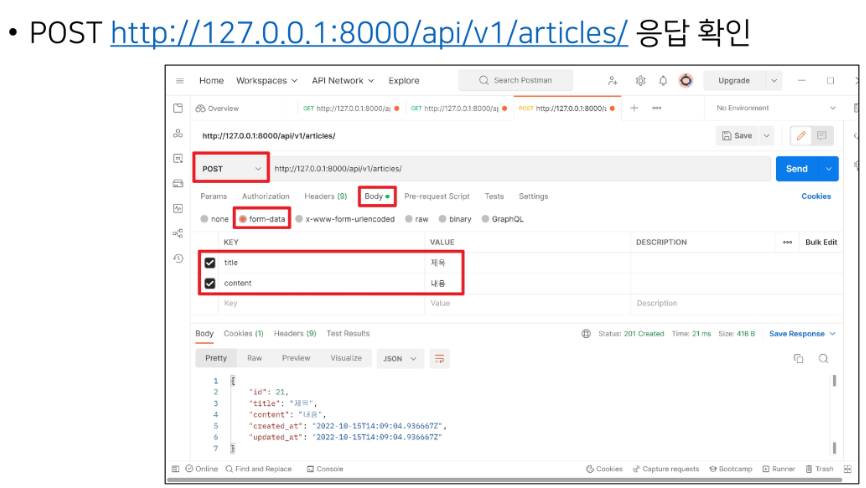 • POST http://127.0.0.1:8000/api/v1/articles/ 응답 확인
Home Workspaces API Network Explore Search Postman Upgrade
Overview GET http://127.0.0.1:8000/ap GET http://127.0.0.1:8000/ap POST http://127.0.0.1:8000/a No Environment
http://127.0.0.1:8000/api/v1/articles/ Save
POST http://127.0.0.1:8000/api/v1/articles/ Send
Params Authorization Headers (9) Body Pre-request Script Tests Settings Cookies
none form-data x-www-form-urlencoded raw binary GraphQL
KEY VALUE DESCRIPTION Bulk Edit
title 제목
content 내용
Key Value Description
Body Cookies (1) Headers (9) Test Results Status: 201 Created Time: 21 ms Size: 418 B Save Response
Pretty Raw Preview Visualize JSON
1 {
2 "id": 21,
3 "title": "제목",
4 "content": "내용",
5 "created_at": "2022-10-15T14:09:04.936667Z",
6 "updated_at": "2022-10-15T14:09:04.936667Z"
7 }
Online Find and Replace Console Cookies Capture requests Bootcamp Runner Trash